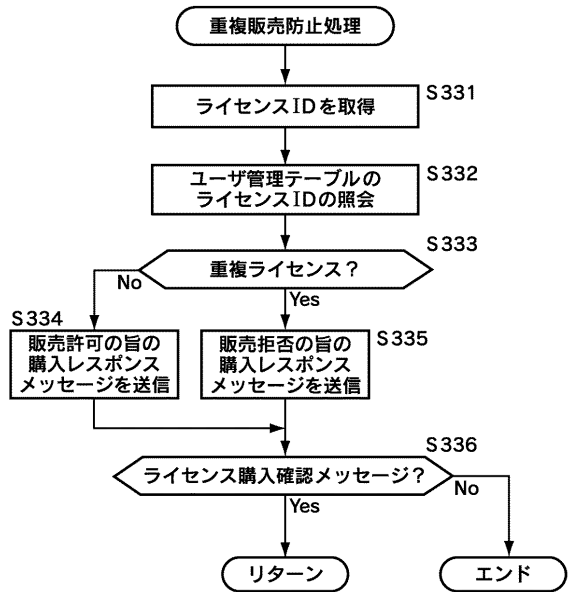 重複販売防止処理
S331
ライセンスIDを取得
S332
ユーザ管理テーブルの
ライセンスIDの照会
S333
重複ライセンス？
No
Yes
S334
販売許可の旨の
購入レスポンス
メッセージを送信
S335
販売拒否の旨の
購入レスポンス
メッセージを送信
S336
ライセンス購入確認メッセージ？
No
Yes
リターン
エンド